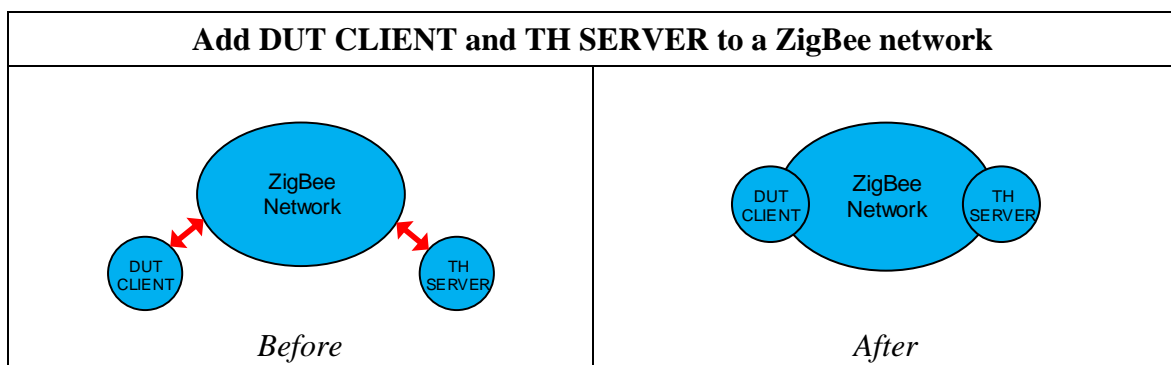 Add DUT CLIENT and TH SERVER to a ZigBee network
ZigBee
Network
DUT
CLIENT
TH
SERVER
Before
ZigBee
Network
DUT
CLIENT
TH
SERVER
After